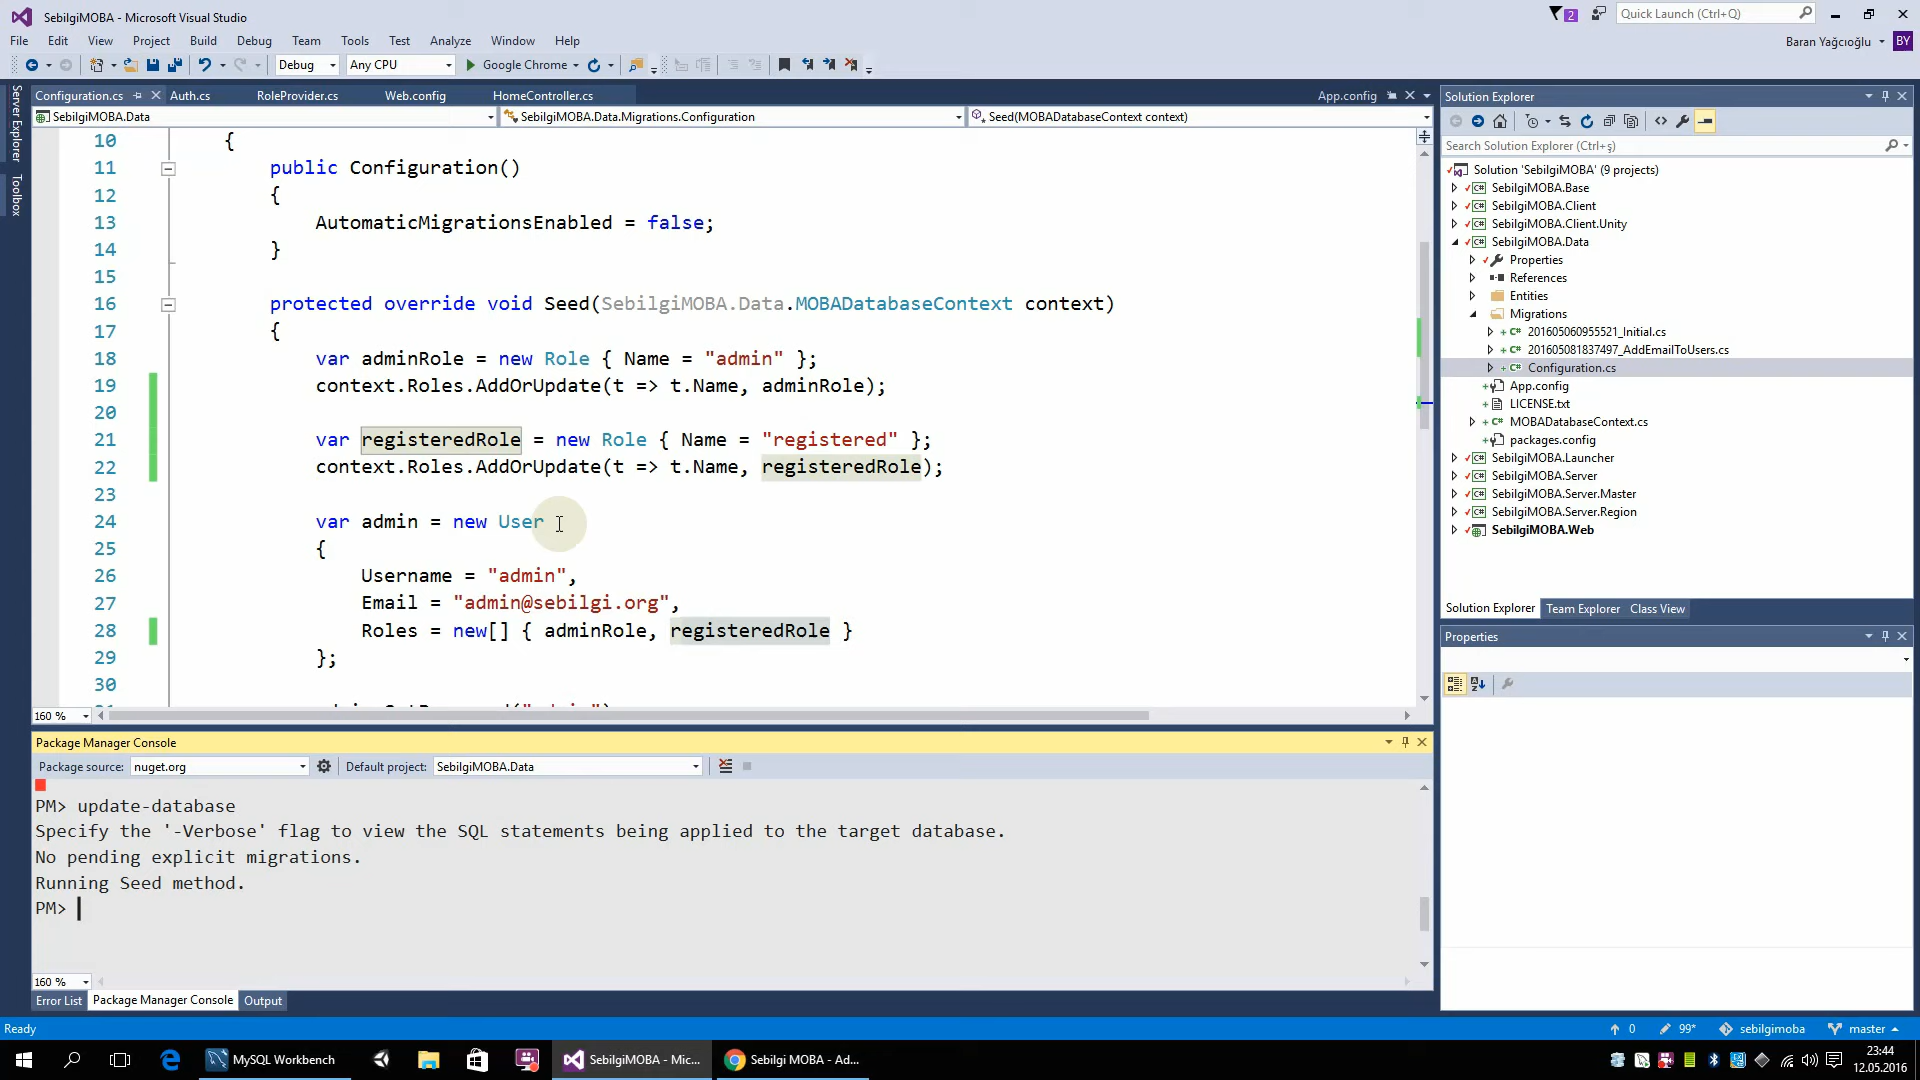 SebilgiMOBA - Microsoft Visual Studio
2
Quick Launch (Ctrl+Q)
File Edit View Project Build Debug Team Tools Test Analyze Window Help
Baran Yağcıoğlu BY
Debug Any CPU Google Chrome
Server Explorer
Toolbox
Configuration.cs Auth.cs RoleProvider.cs Web.config HomeController.cs App.config
SebilgiMOBA.Data SebilgiMOBA.Data.Migrations.Configuration Seed(MOBADatabaseContext context)
10 {
11 public Configuration()
12 {
13 AutomaticMigrationsEnabled = false;
14 }
15
16 protected override void Seed(SebilgiMOBA.Data.MOBADatabaseContext context)
17 {
18 var adminRole = new Role { Name = "admin" };
19 context.Roles.AddOrUpdate(t => t.Name, adminRole);
20
21 var registeredRole = new Role { Name = "registered" };
22 context.Roles.AddOrUpdate(t => t.Name, registeredRole);
23
24 var admin = new User
25 {
26 Username = "admin",
27 Email = "admin@sebilgi.org",
28 Roles = new[] { adminRole, registeredRole }
29 };
30
160 %
Package Manager Console
Package source: nuget.org Default project: SebilgiMOBA.Data
PM> update-database
Specify the '-Verbose' flag to view the SQL statements being applied to the target database.
No pending explicit migrations.
Running Seed method.
PM>
160 %
Error List Package Manager Console Output
Solution Explorer
Search Solution Explorer (Ctrl+ş)
Solution 'SebilgiMOBA' (9 projects)
SebilgiMOBA.Base
SebilgiMOBA.Client
SebilgiMOBA.Client.Unity
SebilgiMOBA.Data
Properties
References
Entities
Migrations
201605060955521_Initial.cs
201605081837497_AddEmailToUsers.cs
Configuration.cs
App.config
LICENSE.txt
MOBADatabaseContext.cs
packages.config
SebilgiMOBA.Launcher
SebilgiMOBA.Server
SebilgiMOBA.Server.Master
SebilgiMOBA.Server.Region
SebilgiMOBA.Web
Solution Explorer Team Explorer Class View
Properties
Ready 0 99* sebilgimoba master
MySQL Workbench SebilgiMOBA - Mic... Sebilgi MOBA - Ad...
23:44
12.05.2016